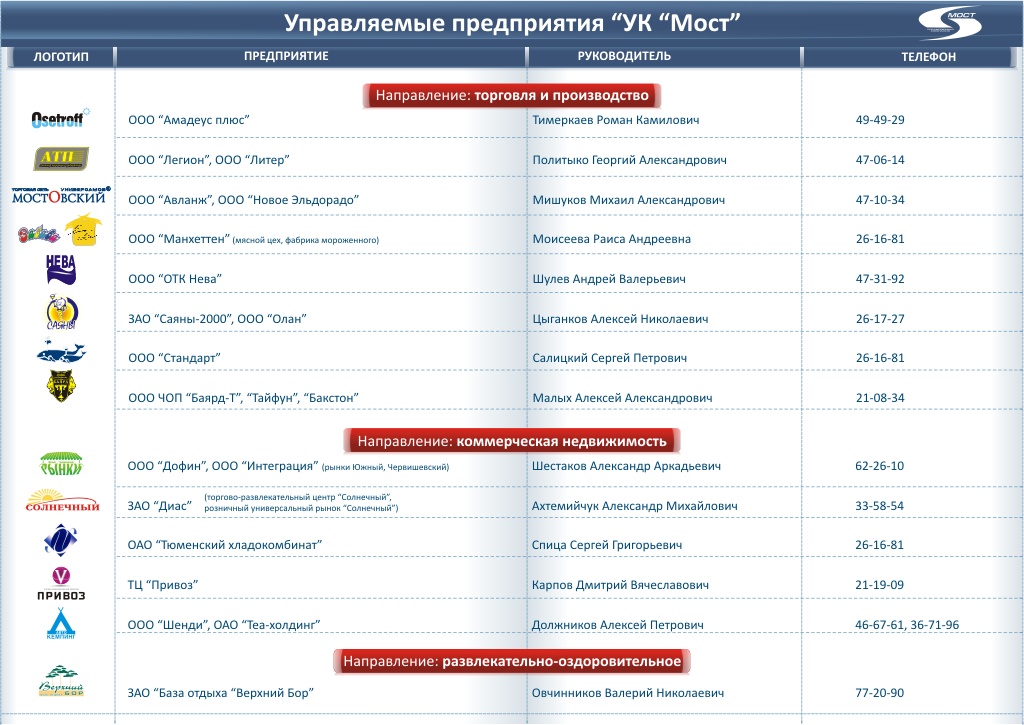 Управляемые предприятия “УК “Мост”
МОСТ
ЛОГОТИП ПРЕДПРИЯТИЕ РУКОВОДИТЕЛЬ ТЕЛЕФОН
Направление: торговля и производство
Osetroff ООО “Амадеус плюс” Тимеркаев Роман Камилович 49-49-29
АТП ООО “Легион”, ООО “Литер” Политыко Георгий Александрович 47-06-14
ТОРГОВАЯ СЕТЬ УНИВЕРСАМОВ
МОСТОВСКИЙ ООО “Аванж”, ООО “Новое Эльдорадо” Мишуков Михаил Александрович 47-10-34
ООО “Манхеттен” (мясной цех, фабрика мороженного) Моисеева Раиса Андреевна 26-16-81
НЕВА ООО “ОТК Нева” Шулев Андрей Валерьевич 47-31-92
САЯНЫ ЗАО “Саяны-2000”, ООО “Олан” Цыганков Алексей Николаевич 26-17-27
ООО “Стандарт” Салицкий Сергей Петрович 26-16-81
БАЯРД ООО ЧОП “Баярд-Т”, “Тайфун”, “Бакстон” Малых Алексей Александрович 21-08-34
Направление: коммерческая недвижимость
РЫНКИ ООО “Дофин”, ООО “Интеграция” (рынки Южный, Червишевский) Шестаков Александр Аркадьевич 62-26-10
СОЛНЕЧНЫЙ ЗАО “Диас” (торгово-развлекательный центр “Солнечный”,
розничный универсальный рынок “Солнечный”) Ахтемийчук Александр Михайлович 33-58-54
ОАО “Тюменский хладокомбинат” Спица Сергей Григорьевич 26-16-81
ПРИВОЗ ТЦ “Привоз” Карпов Дмитрий Вячеславович 21-19-09
АВТО
КЕМПИНГ ООО “Шенди”, ОАО “Теа-холдинг” Должников Алексей Петрович 46-67-61, 36-71-96
Направление: развлекательно-оздоровительное
Верхний
БОР ЗАО “База отдыха “Верхний Бор” Овчинников Валерий Николаевич 77-20-90